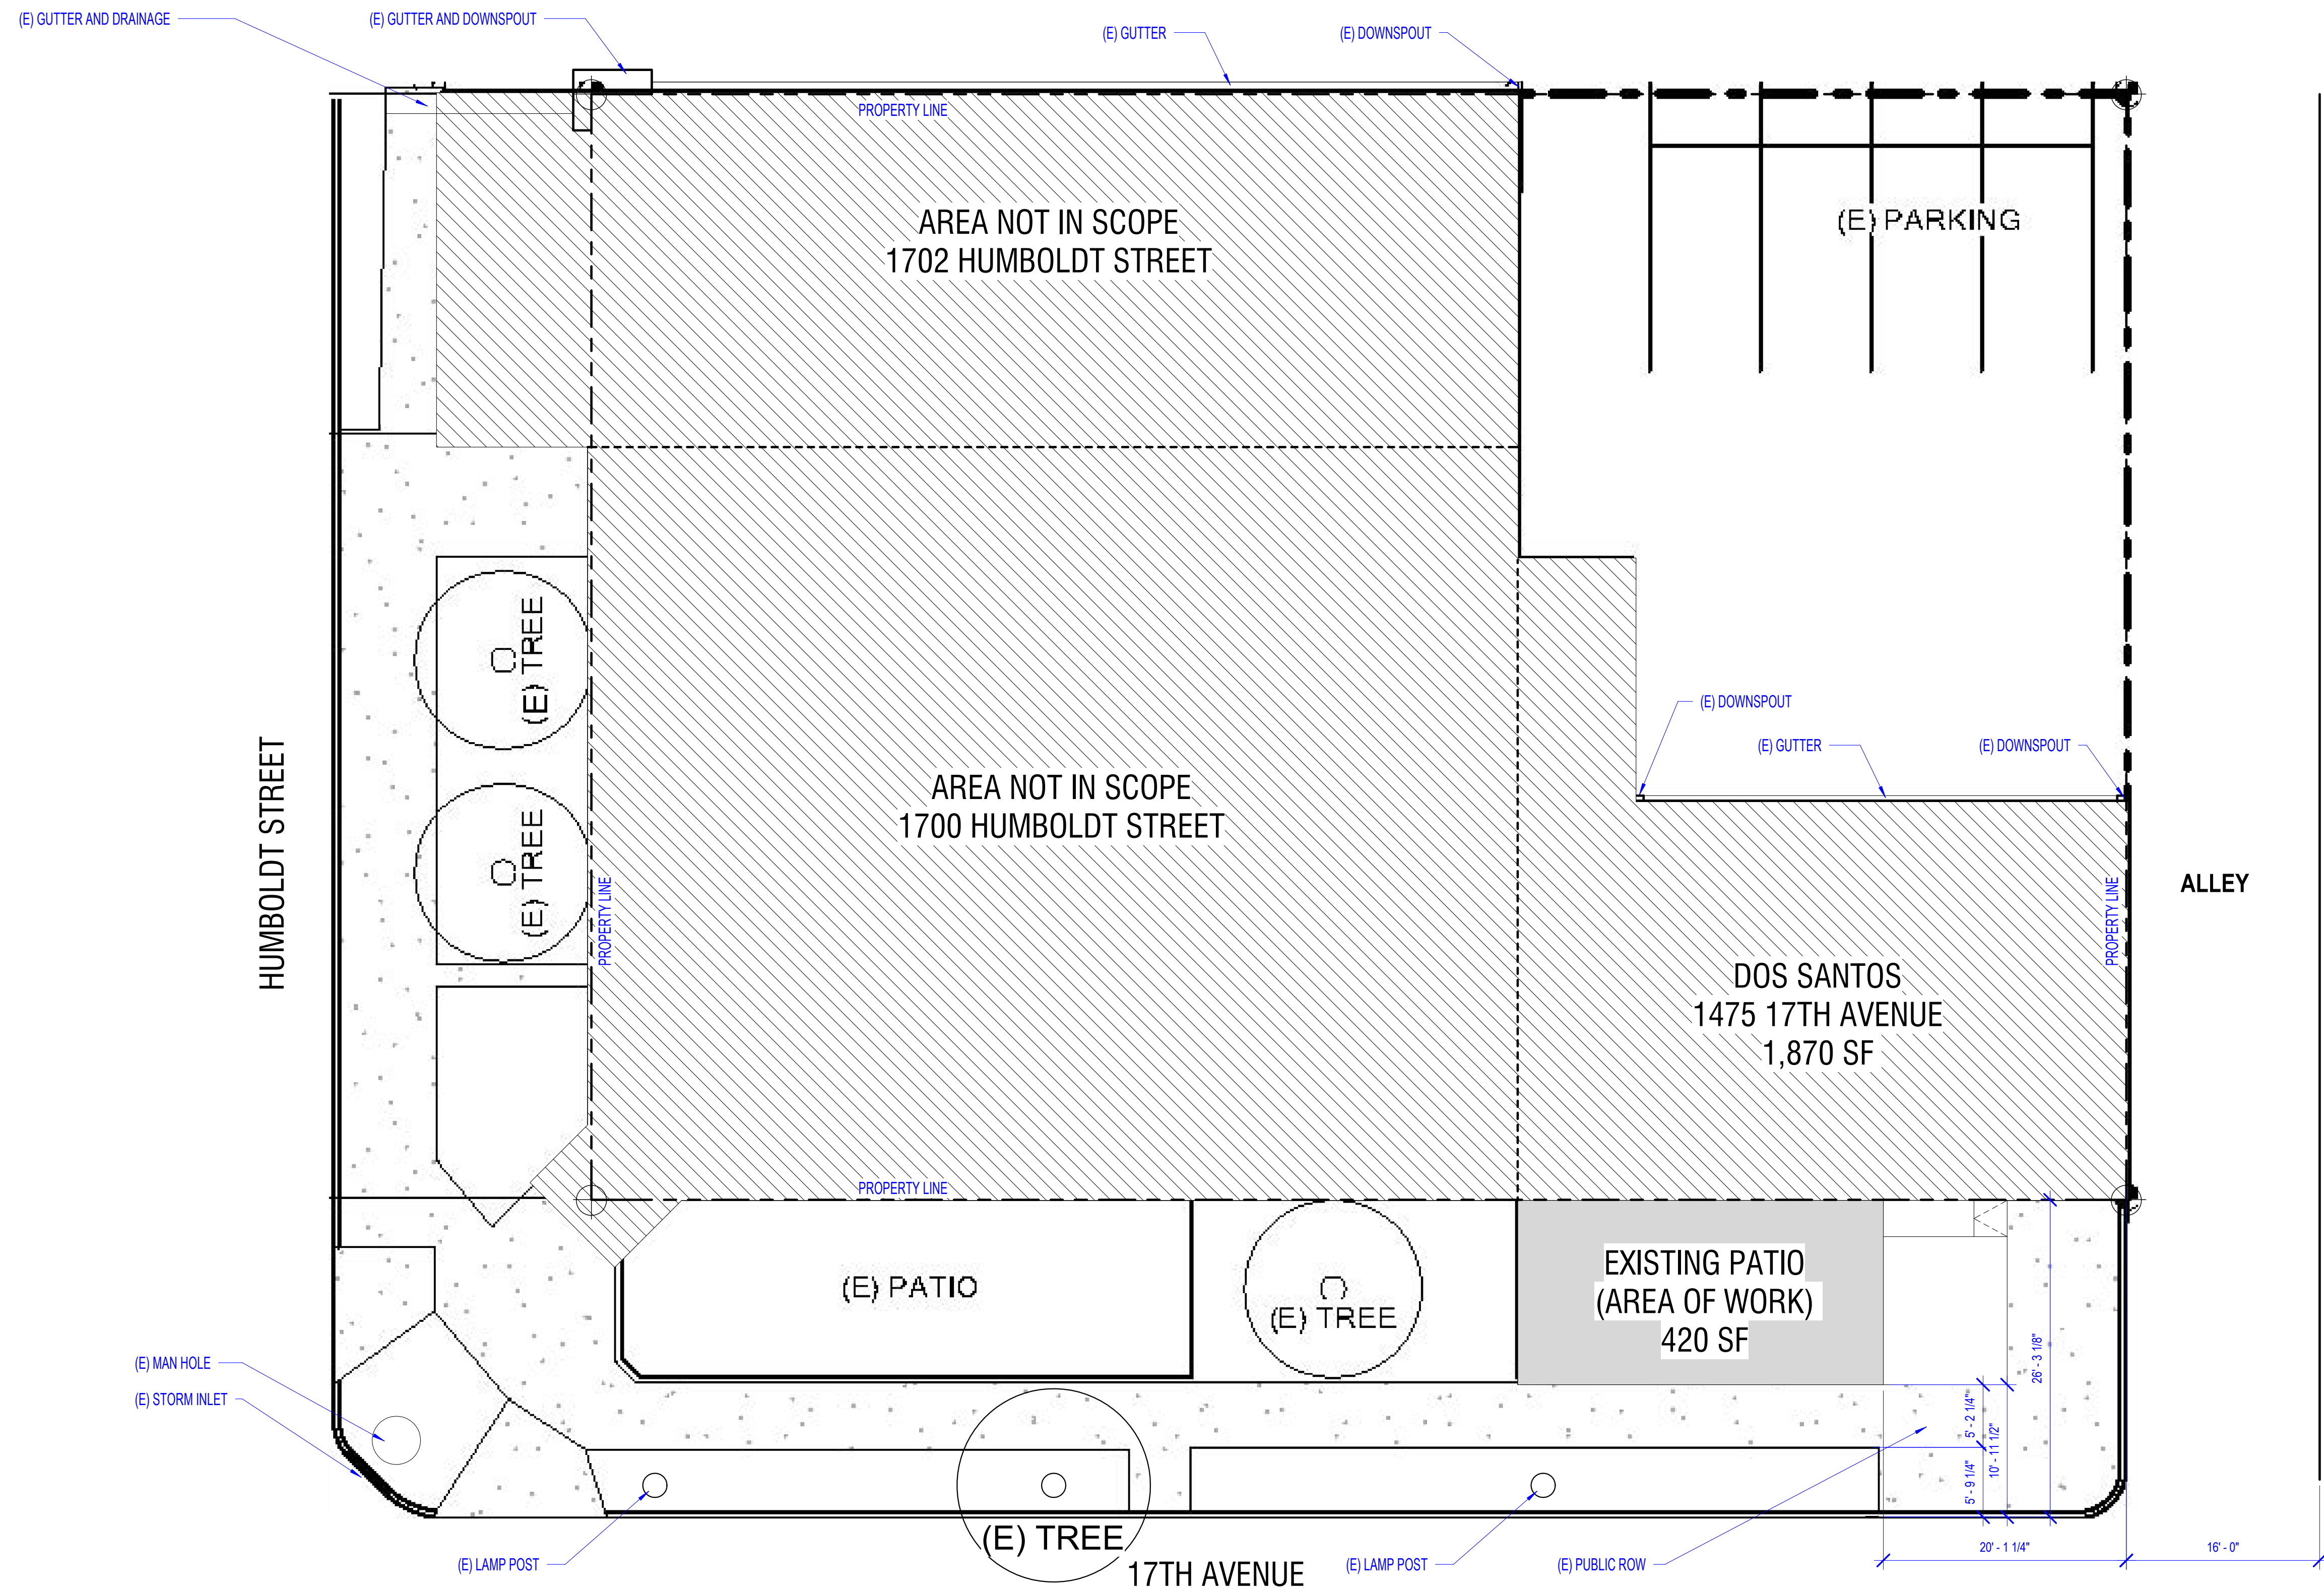 (E) GUTTER AND DRAINAGE
(E) GUTTER AND DOWNSPOUT
(E) GUTTER
(E) DOWNSPOUT
PROPERTY LINE
AREA NOT IN SCOPE
1702 HUMBOLDT STREET
(E) PARKING
(E) TREE
(E) DOWNSPOUT
(E) GUTTER
(E) DOWNSPOUT
HUMBOLDT STREET
AREA NOT IN SCOPE
1700 HUMBOLDT STREET
(E) TREE
PROPERTY LINE
PROPERTY LINE
ALLEY
DOS SANTOS
1475 17TH AVENUE
1,870 SF
PROPERTY LINE
(E) PATIO
(E) TREE
EXISTING PATIO
(AREA OF WORK)
420 SF
26' - 3 1/8"
(E) MAN HOLE
(E) STORM INLET
5' - 2 1/4"
10' - 11 1/2"
5' - 9 1/4"
(E) TREE
(E) LAMP POST
17TH AVENUE
(E) LAMP POST
(E) PUBLIC ROW
20' - 1 1/4"
16' - 0"